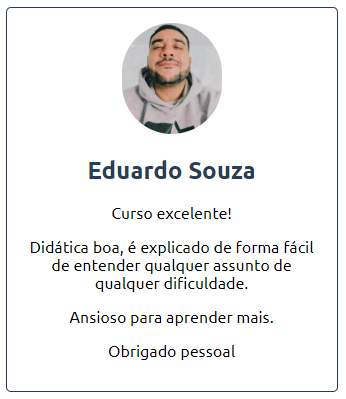 Eduardo Souza
Curso excelente!
Didática boa, é explicado de forma fácil
de entender qualquer assunto de
qualquer dificuldade.
Ansioso para aprender mais.
Obrigado pessoal